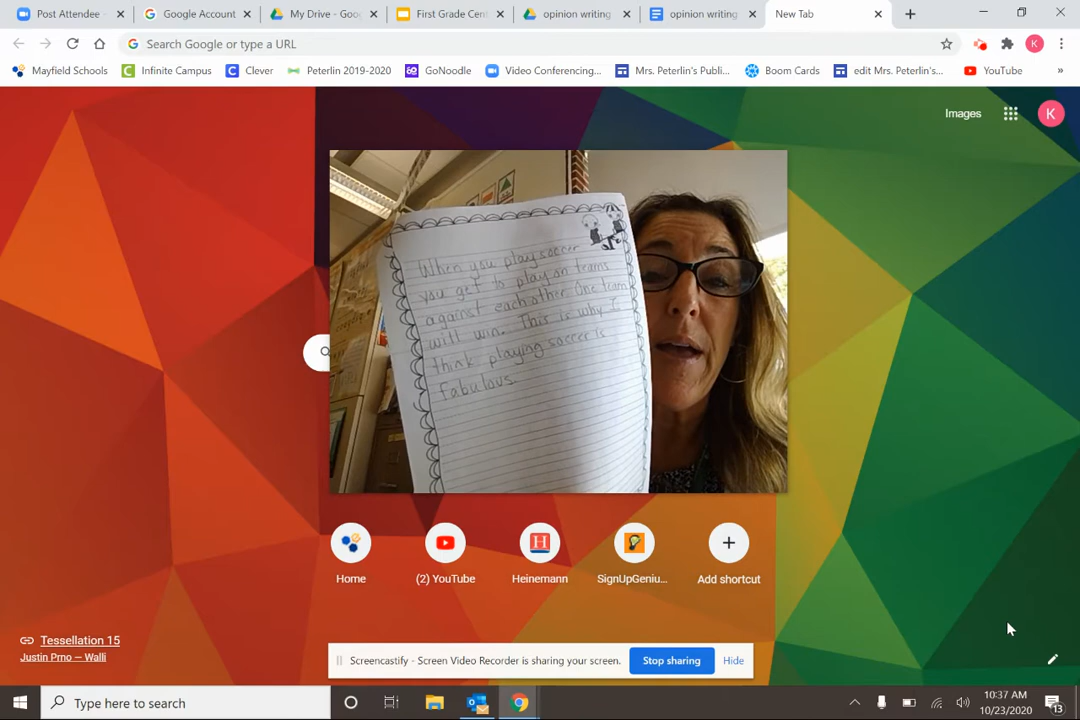 Post Attendee -
Google Account
My Drive - Goo
First Grade Cen
opinion writing
opinion writing
New Tab
Search Google or type a URL
K
Mayfield Schools
Infinite Campus
Clever
Peterlin 2019-2020
GoNoodle
Video Conferencing...
Mrs. Peterlin's Publi...
Boom Cards
edit Mrs. Peterlin's...
YouTube
»
Images
K
When you play soccer
you get to play on teams
against each other. One team
will win. This is why I
think playing soccer is
fabulous.
Home
(2) YouTube
Heinemann
SignUpGeniu...
Add shortcut
Tessellation 15
Justin Prno — Walli
Screencastify - Screen Video Recorder is sharing your screen.
Stop sharing
Hide
Type here to search
10:37 AM
10/23/2020
13